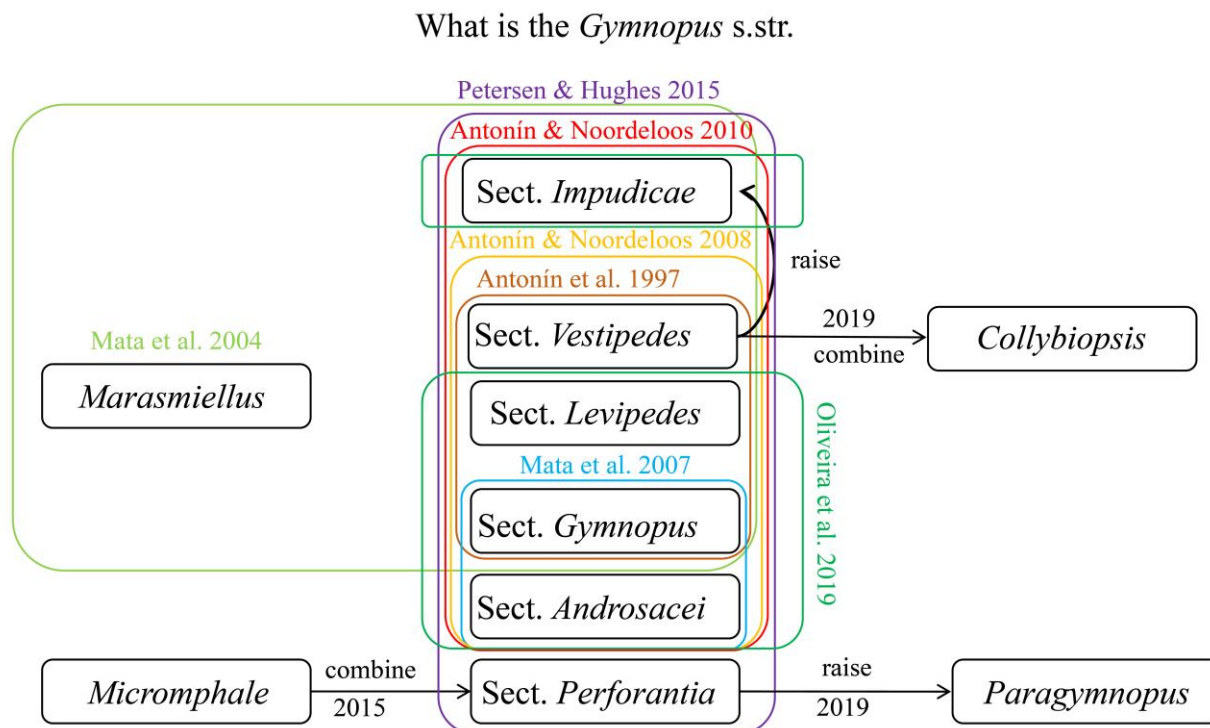 What is the Gymnopus s.str.
Petersen & Hughes 2015
Antonín & Noordeloos 2010
Sect. Impudicae
Antonín & Noordeloos 2008
raise
Antonín et al. 1997
Sect. Vestipedes
2019
combine
Collybiopsis
Mata et al. 2004
Marasmiellus
Sect. Levipedes
Oliveira et al. 2019
Mata et al. 2007
Sect. Gymnopus
Sect. Androsacei
Micromphale
combine
2015
Sect. Perforantia
raise
2019
Paragymnopus